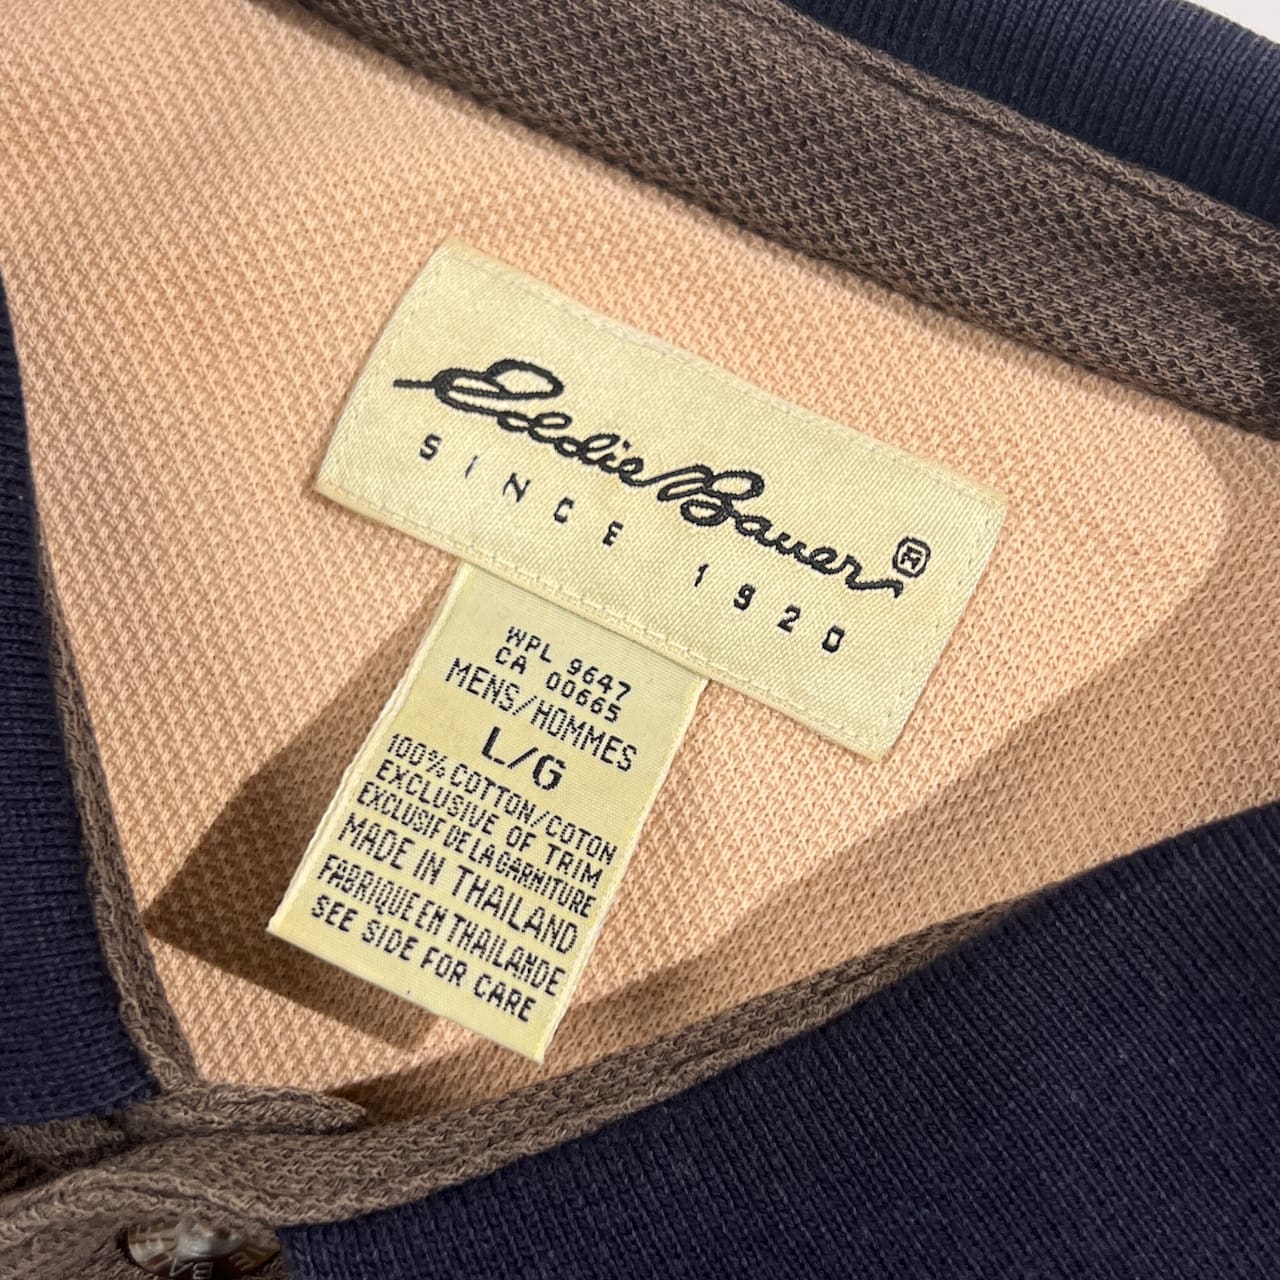 Eddie Bauer®
SINCE 1920
WPL 9647
CA 00665
MENS/HOMMES
L/G
100% COTTON/COTON
EXCLUSIVE OF TRIM
EXCLUSIF DE LA GARNITURE
MADE IN THAILAND
FABRIQUE EN THAILANDE
SEE SIDE FOR CARE